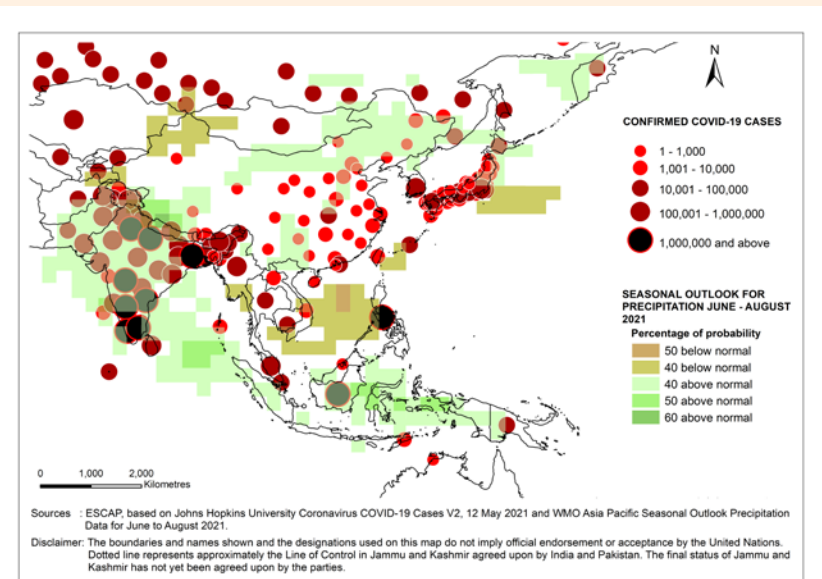 N
CONFIRMED COVID-19 CASES
1 - 1,000
1,001 - 10,000
10,001 - 100,000
100,001 - 1,000,000
1,000,000 and above
SEASONAL OUTLOOK FOR
PRECIPITATION JUNE - AUGUST
2021
Percentage of probability
50 below normal
40 below normal
40 above normal
50 above normal
60 above normal
0 1,000 2,000
Kilometres
Sources : ESCAP, based on Johns Hopkins University Coronavirus COVID-19 Cases V2, 12 May 2021 and WMO Asia Pacific Seasonal Outlook Precipitation
Data for June to August 2021.
Disclaimer: The boundaries and names shown and the designations used on this map do not imply official endorsement or acceptance by the United Nations.
Dotted line represents approximately the Line of Control in Jammu and Kashmir agreed upon by India and Pakistan. The final status of Jammu and
Kashmir has not yet been agreed upon by the parties.